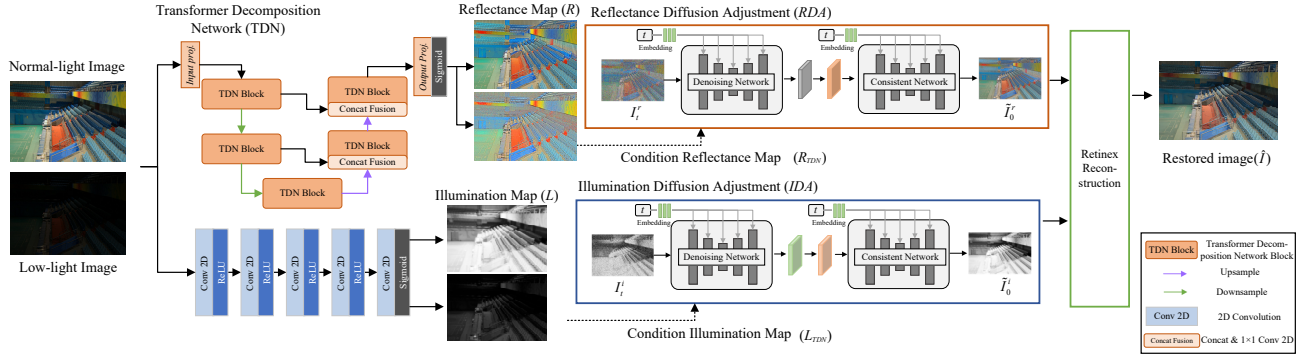 Transformer Decomposition
Network (TDN)
Normal-light Image
Low-light Image
Input proj.
TDN Block
TDN Block
TDN Block
TDN Block
Concat Fusion
TDN Block
Concat Fusion
Output Proj.
Sigmoid
Conv 2D
ReLU
Conv 2D
ReLU
Conv 2D
ReLU
Conv 2D
ReLU
Conv 2D
Sigmoid
Reflectance Map (R)
Illumination Map (L)
Reflectance Diffusion Adjustment (RDA)
t
Embedding
t
Embedding
Denoising Network
Consistent Network
I_t^r
Ĩ_0^r
Condition Reflectance Map (R_TDN)
Illumination Diffusion Adjustment (IDA)
t
Embedding
t
Embedding
Denoising Network
Consistent Network
I_t^i
Ĩ_0^i
Condition Illumination Map (L_TDN)
Retinex
Recon-
struction
Restored image(Î)
TDN Block
Transformer Decom-
position Network Block
Upsample
Downsample
Conv 2D
2D Convolution
Concat Fusion
Concat & 1×1 Conv 2D